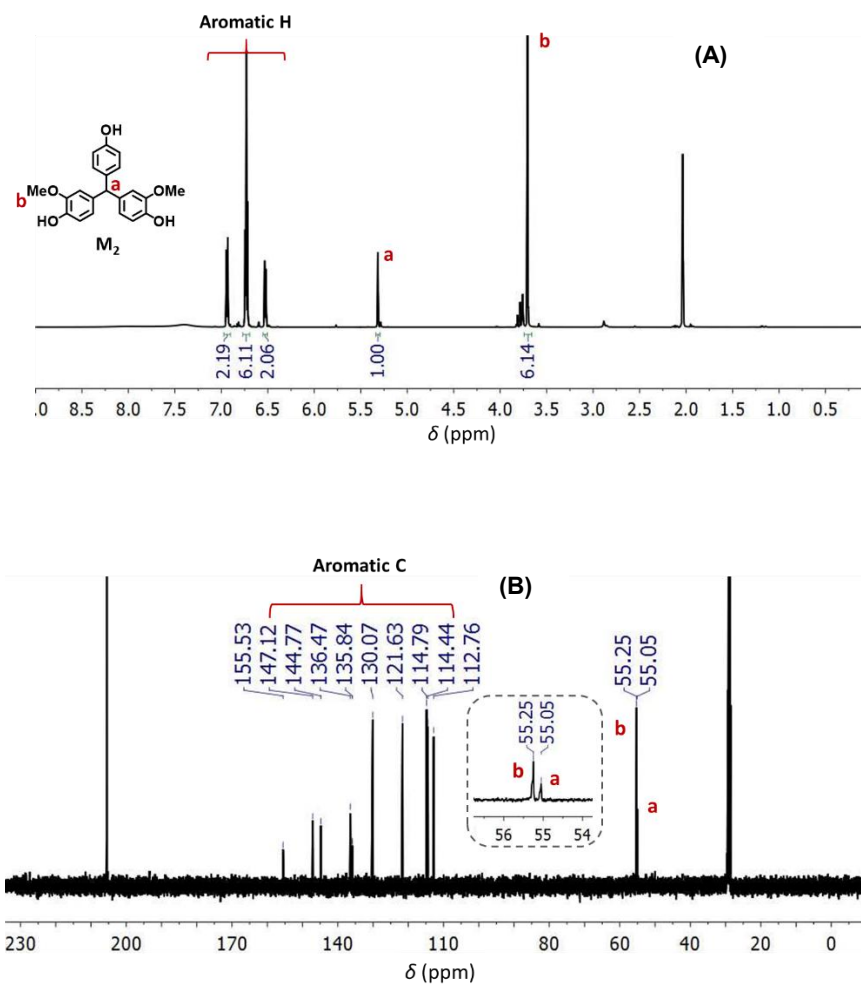 Aromatic H
(A)
b
OH
a
b MeO
OMe
HO
OH
M2
a
2.19
6.11
2.06
1.00
6.14
.0 8.5 8.0 7.5 7.0 6.5 6.0 5.5 5.0 4.5 4.0 3.5 3.0 2.5 2.0 1.5 1.0 0.5
δ (ppm)
Aromatic C
(B)
155.53
147.12
144.77
136.47
135.84
130.07
121.63
114.79
114.44
112.76
55.25
55.05
b
a
55.25
55.05
b
a
56 55 54
230 200 170 140 110 80 60 40 20 0
δ (ppm)